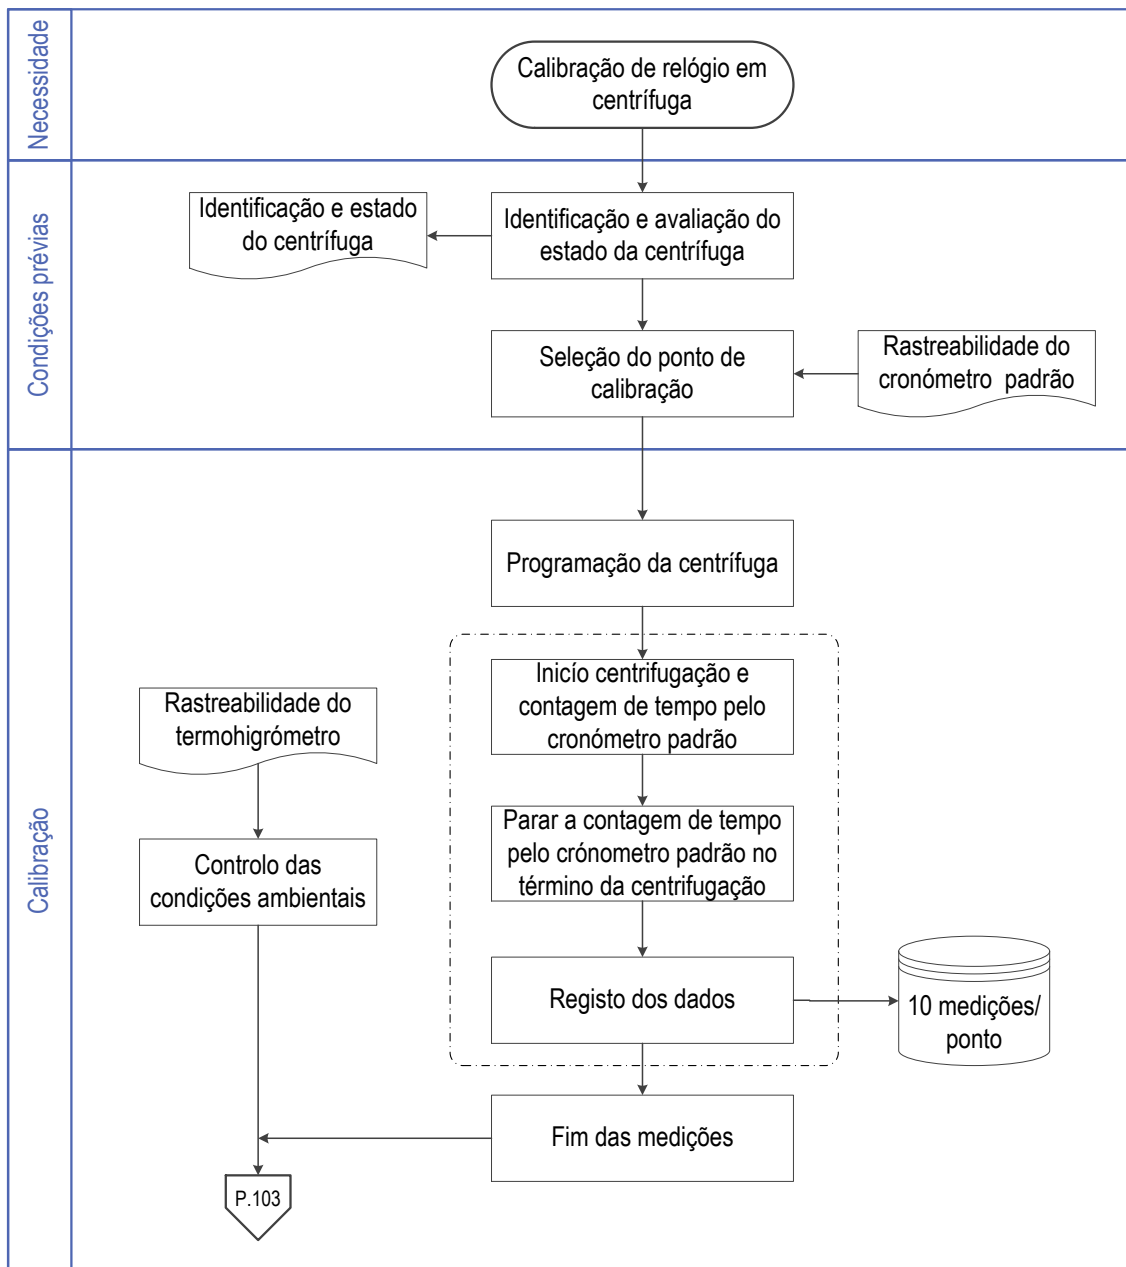 Necessidade
Calibração de relógio em
centrífuga
Condições prévias
Identificação e estado
do centrífuga
Identificação e avaliação do
estado da centrífuga
Seleção do ponto de
calibração
Rastreabilidade do
cronómetro padrão
Calibração
Programação da centrífuga
Inicío centrifugação e
contagem de tempo pelo
cronómetro padrão
Rastreabilidade do
termohigrómetro
Parar a contagem de tempo
pelo crónometro padrão no
término da centrifugação
Controlo das
condições ambientais
Registo dos dados
10 medições/
ponto
Fim das medições
P.103